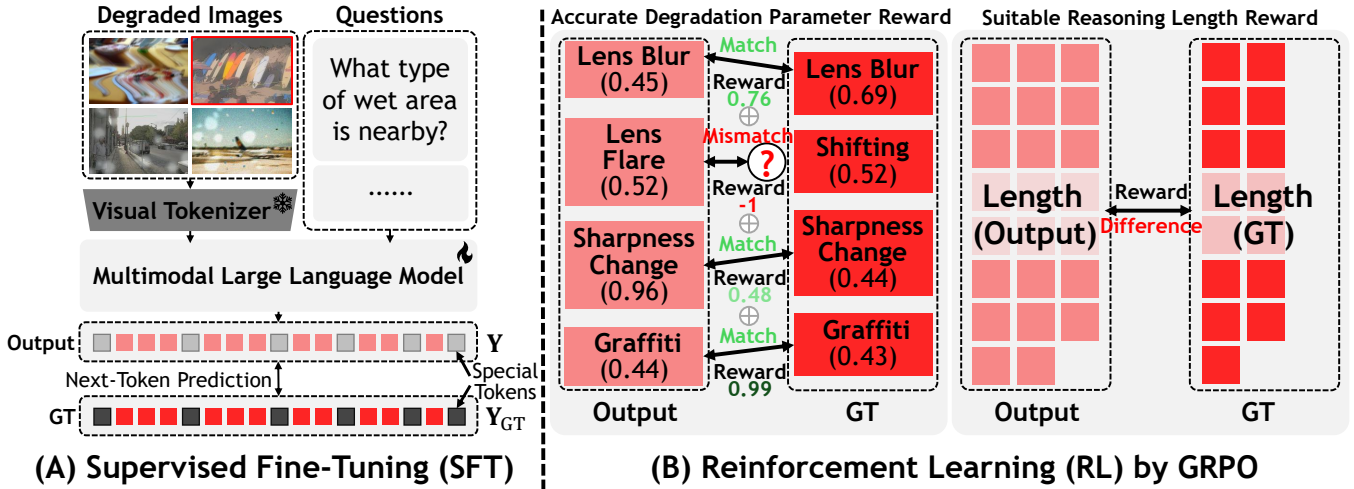 Degraded Images
Questions
What type
of wet area
is nearby?
......
Visual Tokenizer
Multimodal Large Language Model
Output
Y
Next-Token Prediction
Special
Tokens
GT
Y_GT
(A) Supervised Fine-Tuning (SFT)
Accurate Degradation Parameter Reward
Lens Blur
(0.45)
Match
Reward
0.76
Lens Blur
(0.69)
Lens
Flare
(0.52)
Mismatch
?
Reward
-1
Shifting
(0.52)
Sharpness
Change
(0.96)
Match
Reward
0.48
Sharpness
Change
(0.44)
Graffiti
(0.44)
Match
Reward
0.99
Graffiti
(0.43)
Output
GT
Suitable Reasoning Length Reward
Length
(Output)
Reward
Difference
Length
(GT)
Output
GT
(B) Reinforcement Learning (RL) by GRPO